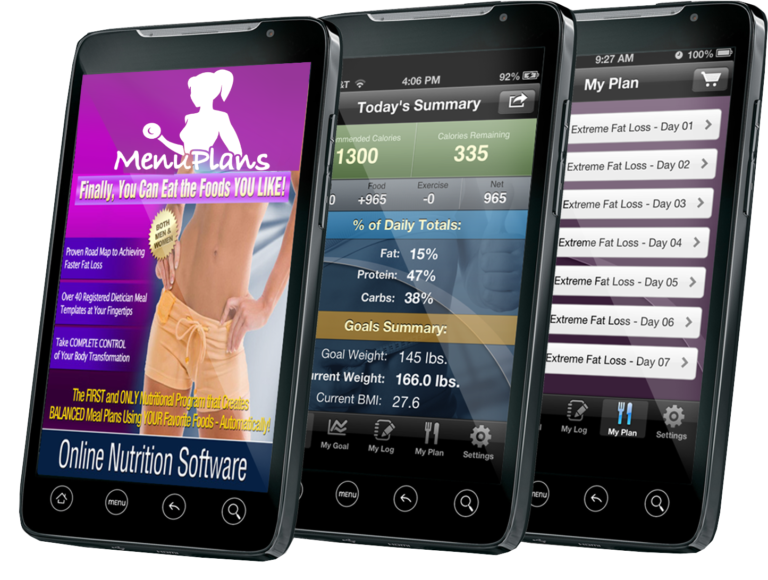 MenuPlans
Finally, You Can Eat the Foods YOU LIKE!
BOTH
MEN &
WOMEN
Proven Road Map to Achieving
Faster Fat Loss
Over 40 Registered Dietician Meal
Templates at Your Fingertips
Take COMPLETE CONTROL
of Your Body Transformation
The FIRST and ONLY Nutritional Program that Creates
BALANCED Meal Plans Using YOUR Favorite Foods - Automatically!
Online Nutrition Software
menu
&T 4:06 PM 92%
Today's Summary
mmended Calories Calories Remaining
1300 335
Food Exercise Net
0 +965 -0 965
% of Daily Totals:
Fat: 15%
Protein: 47%
Carbs: 38%
Goals Summary:
Goal Weight: 145 lbs.
urrent Weight: 166.0 lbs.
Current BMI: 27.6
My Goal My Log My Plan Settings
menu
9:27 AM 100%
My Plan
Extreme Fat Loss - Day 01
Extreme Fat Loss - Day 02
Extreme Fat Loss - Day 03
Extreme Fat Loss - Day 04
Extreme Fat Loss - Day 05
Extreme Fat Loss - Day 06
Extreme Fat Loss - Day 07
My Log My Plan Settings
enu